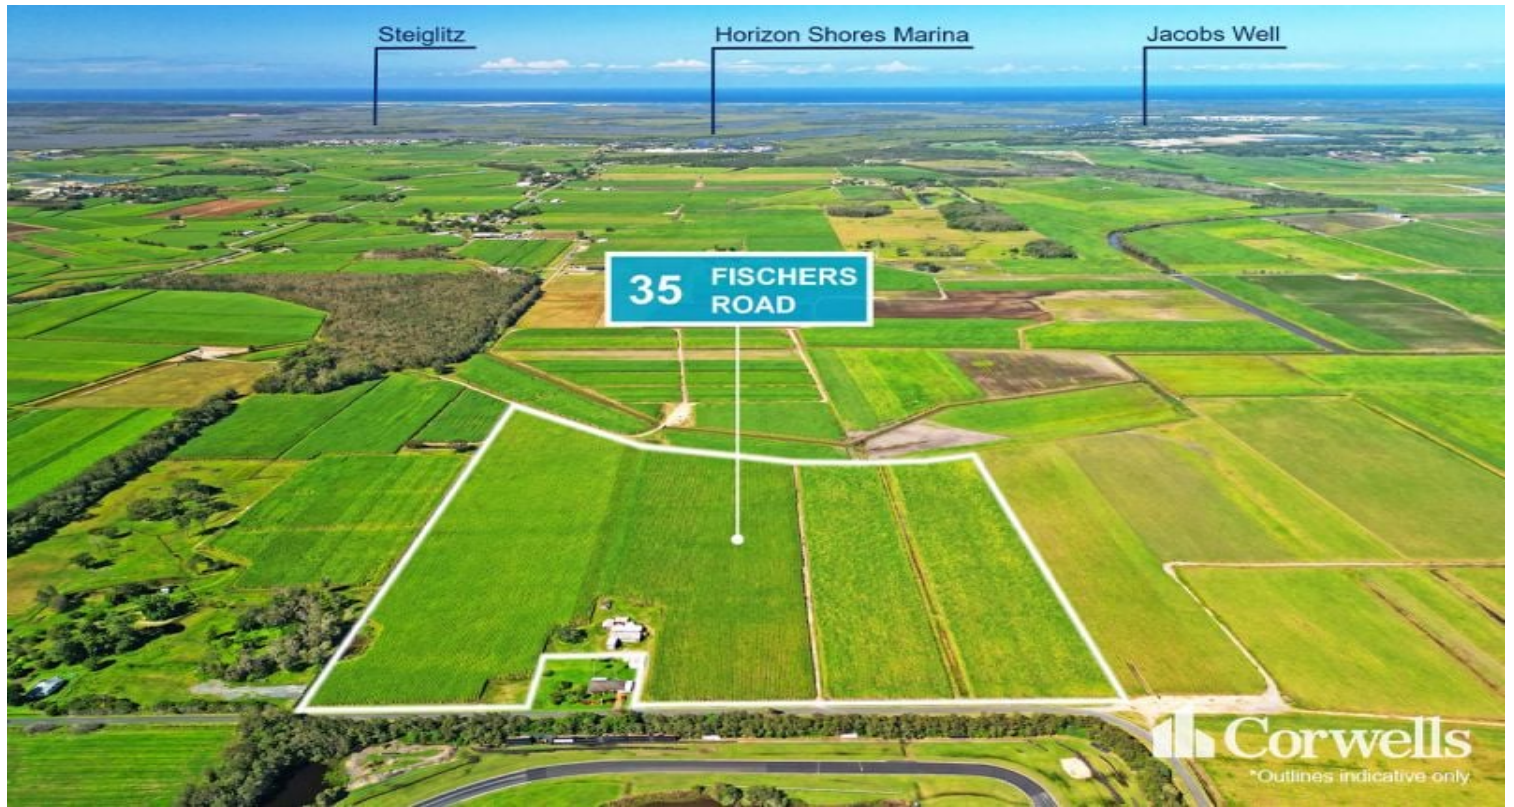 Steiglitz
Horizon Shores Marina
Jacobs Well
35 FISCHERS
ROAD
Corwells
*Outlines indicative only